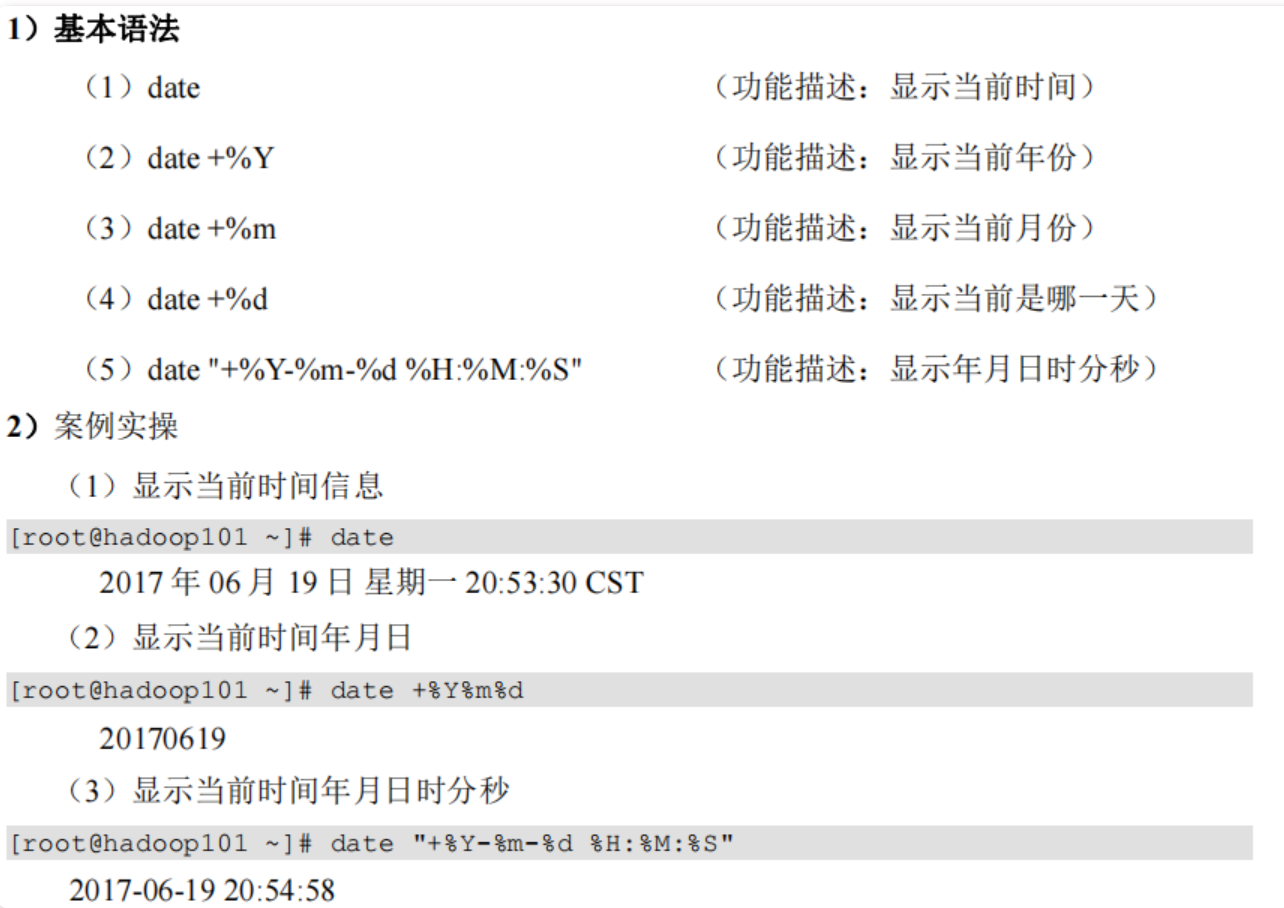 1）基本语法
（1）date （功能描述：显示当前时间）
（2）date +%Y （功能描述：显示当前年份）
（3）date +%m （功能描述：显示当前月份）
（4）date +%d （功能描述：显示当前是哪一天）
（5）date "+%Y-%m-%d %H:%M:%S" （功能描述：显示年月日时分秒）
2）案例实操
（1）显示当前时间信息
[root@hadoop101 ~]# date
2017 年 06 月 19 日 星期一 20:53:30 CST
（2）显示当前时间年月日
[root@hadoop101 ~]# date +%Y%m%d
20170619
（3）显示当前时间年月日时分秒
[root@hadoop101 ~]# date "+%Y-%m-%d %H:%M:%S"
2017-06-19 20:54:58